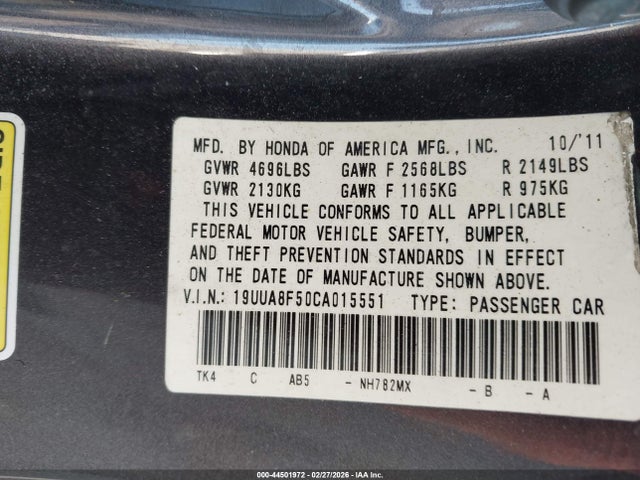 MFD. BY HONDA OF AMERICA MFG., INC. 10/'11
GVWR 4696LBS GAWR F 2568LBS R 2149LBS
GVWR 2130KG GAWR F 1165KG R 975KG
THIS VEHICLE CONFORMS TO ALL APPLICABLE
FEDERAL MOTOR VEHICLE SAFETY, BUMPER,
AND THEFT PREVENTION STANDARDS IN EFFECT
ON THE DATE OF MANUFACTURE SHOWN ABOVE.
V.I.N.: 19UUA8F50CA015551 TYPE: PASSENGER CAR
TK4 C AB5 - NH782MX - B - A
000-44501972 - 02/27/2026 - IAA Inc.